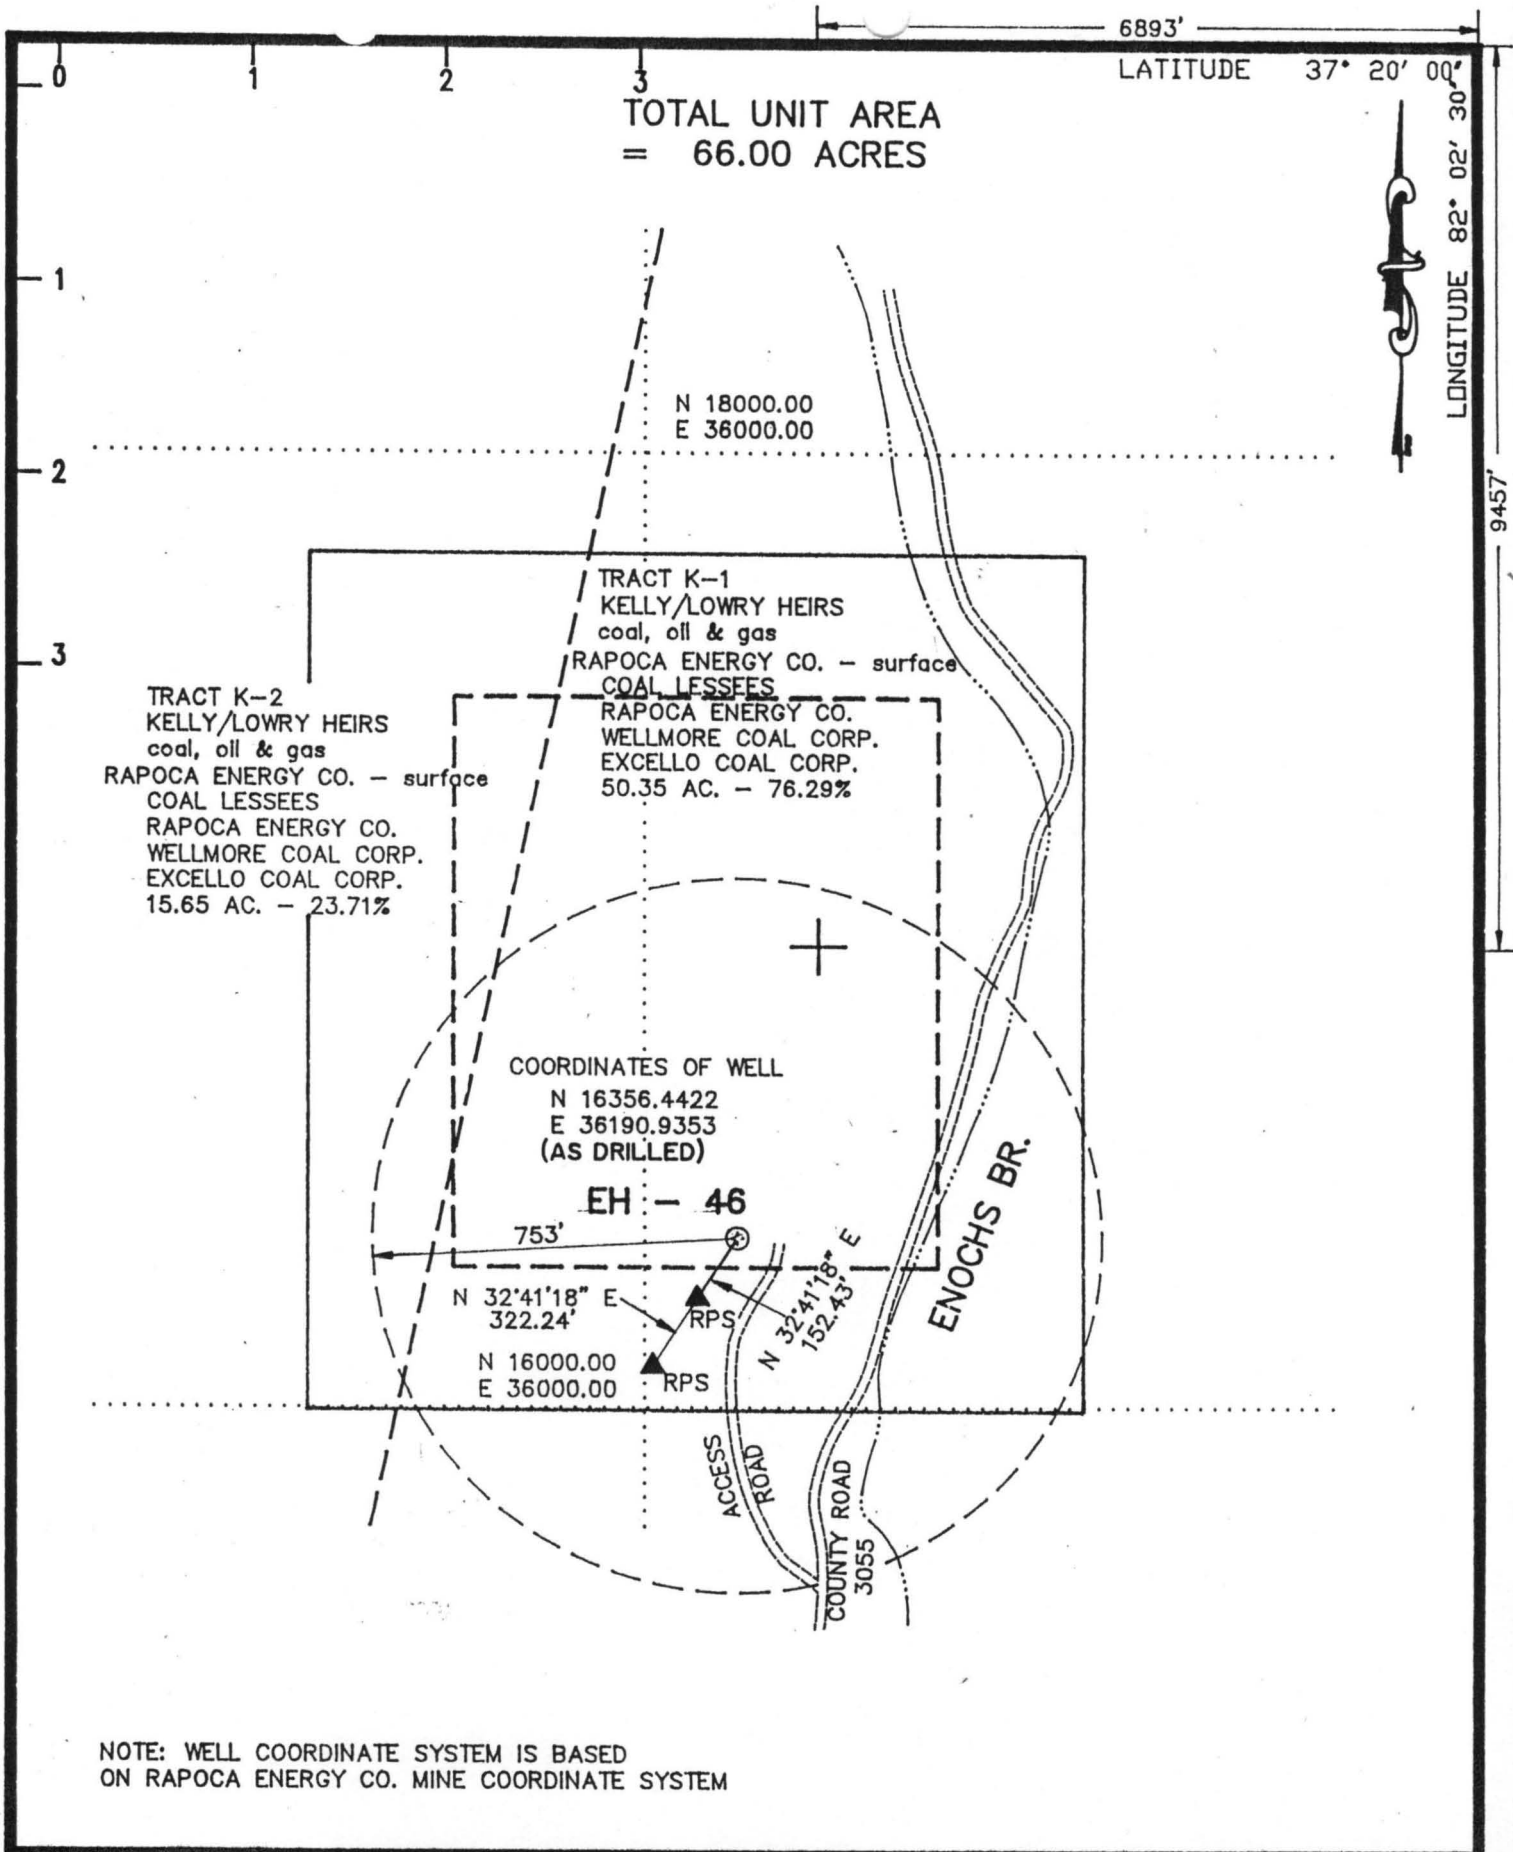 6893'
LATITUDE 37° 20' 00"
LONGITUDE 82° 02' 30"
9457'
0
1
2
3
1
2
3
TOTAL UNIT AREA
= 66.00 ACRES
N 18000.00
E 36000.00
TRACT K-1
KELLY/LOWRY HEIRS
coal, oil & gas
RAPOCA ENERGY CO. - surface
COAL LESSEES
RAPOCA ENERGY CO.
WELLMORE COAL CORP.
EXCELLO COAL CORP.
50.35 AC. - 76.29%
TRACT K-2
KELLY/LOWRY HEIRS
coal, oil & gas
RAPOCA ENERGY CO. - surface
COAL LESSEES
RAPOCA ENERGY CO.
WELLMORE COAL CORP.
EXCELLO COAL CORP.
15.65 AC. - 23.71%
COORDINATES OF WELL
N 16356.4422
E 36190.9353
(AS DRILLED)
EH - 46
753'
N 32°41'18" E
322.24'
RPS
N 32°41'18" E
152.43'
N 16000.00
E 36000.00
RPS
ENOCHS BR.
ACCESS
ROAD
COUNTY ROAD
3055
NOTE: WELL COORDINATE SYSTEM IS BASED
ON RAPOCA ENERGY CO. MINE COORDINATE SYSTEM